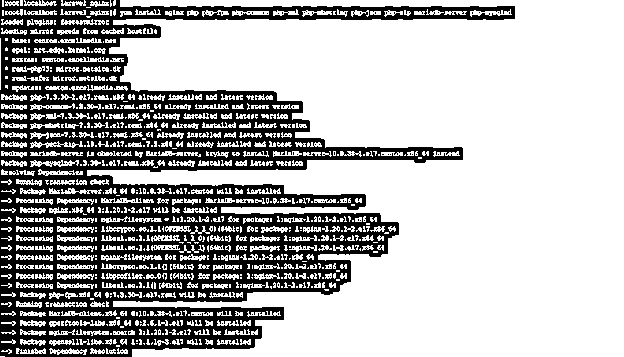 [root@localhost laravel_nginx]#
[root@localhost laravel_nginx]# yum install nginx php php-fpm php-common php-xml php-mbstring php-json php-zip mariadb-server php-mysqlnd
Loaded plugins: fastestmirror
Loading mirror speeds from cached hostfile
* base: centos.excellmedia.net
* epel: hkg.mirror.rackspace.com
* extras: centos.excellmedia.net
* remi-php73: mirror.netsite.dk
* remi-safe: mirror.netsite.dk
* updates: centos.excellmedia.net
Package php-7.3.30-1.el7.remi.x86_64 already installed and latest version
Package php-common-7.3.30-1.el7.remi.x86_64 already installed and latest version
Package php-xml-7.3.30-1.el7.remi.x86_64 already installed and latest version
Package php-mbstring-7.3.30-1.el7.remi.x86_64 already installed and latest version
Package php-json-7.3.30-1.el7.remi.x86_64 already installed and latest version
Package php-pecl-zip-1.19.4-1.el7.remi.7.3.x86_64 already installed and latest version
Package mariadb-server is obsoleted by MariaDB-server, trying to install MariaDB-server-10.0.38-1.el7.centos.x86_64 instead
Package php-mysqlnd-7.3.30-1.el7.remi.x86_64 already installed and latest version
Resolving Dependencies
--> Running transaction check
---> Package MariaDB-server.x86_64 0:10.0.38-1.el7.centos will be installed
--> Processing Dependency: MariaDB-client for package: MariaDB-server-10.0.38-1.el7.centos.x86_64
---> Package nginx.x86_64 1:1.20.1-2.el7 will be installed
--> Processing Dependency: nginx-filesystem = 1:1.20.1-2.el7 for package: 1:nginx-1.20.1-2.el7.x86_64
--> Processing Dependency: libcrypto.so.1.1(OPENSSL_1_1_0)(64bit) for package: 1:nginx-1.20.1-2.el7.x86_64
--> Processing Dependency: libssl.so.1.1(OPENSSL_1_1_0)(64bit) for package: 1:nginx-1.20.1-2.el7.x86_64
--> Processing Dependency: libssl.so.1.1(OPENSSL_1_1_1)(64bit) for package: 1:nginx-1.20.1-2.el7.x86_64
--> Processing Dependency: nginx-filesystem for package: 1:nginx-1.20.1-2.el7.x86_64
--> Processing Dependency: libcrypto.so.1.1()(64bit) for package: 1:nginx-1.20.1-2.el7.x86_64
--> Processing Dependency: libprofiler.so.0()(64bit) for package: 1:nginx-1.20.1-2.el7.x86_64
--> Processing Dependency: libssl.so.1.1()(64bit) for package: 1:nginx-1.20.1-2.el7.x86_64
---> Package php-fpm.x86_64 0:7.3.30-1.el7.remi will be installed
--> Running transaction check
---> Package MariaDB-client.x86_64 0:10.0.38-1.el7.centos will be installed
---> Package gperftools-libs.x86_64 0:2.6.1-1.el7 will be installed
---> Package nginx-filesystem.noarch 1:1.20.1-2.el7 will be installed
---> Package openssl11-libs.x86_64 1:1.1.1g-3.el7 will be installed
--> Finished Dependency Resolution